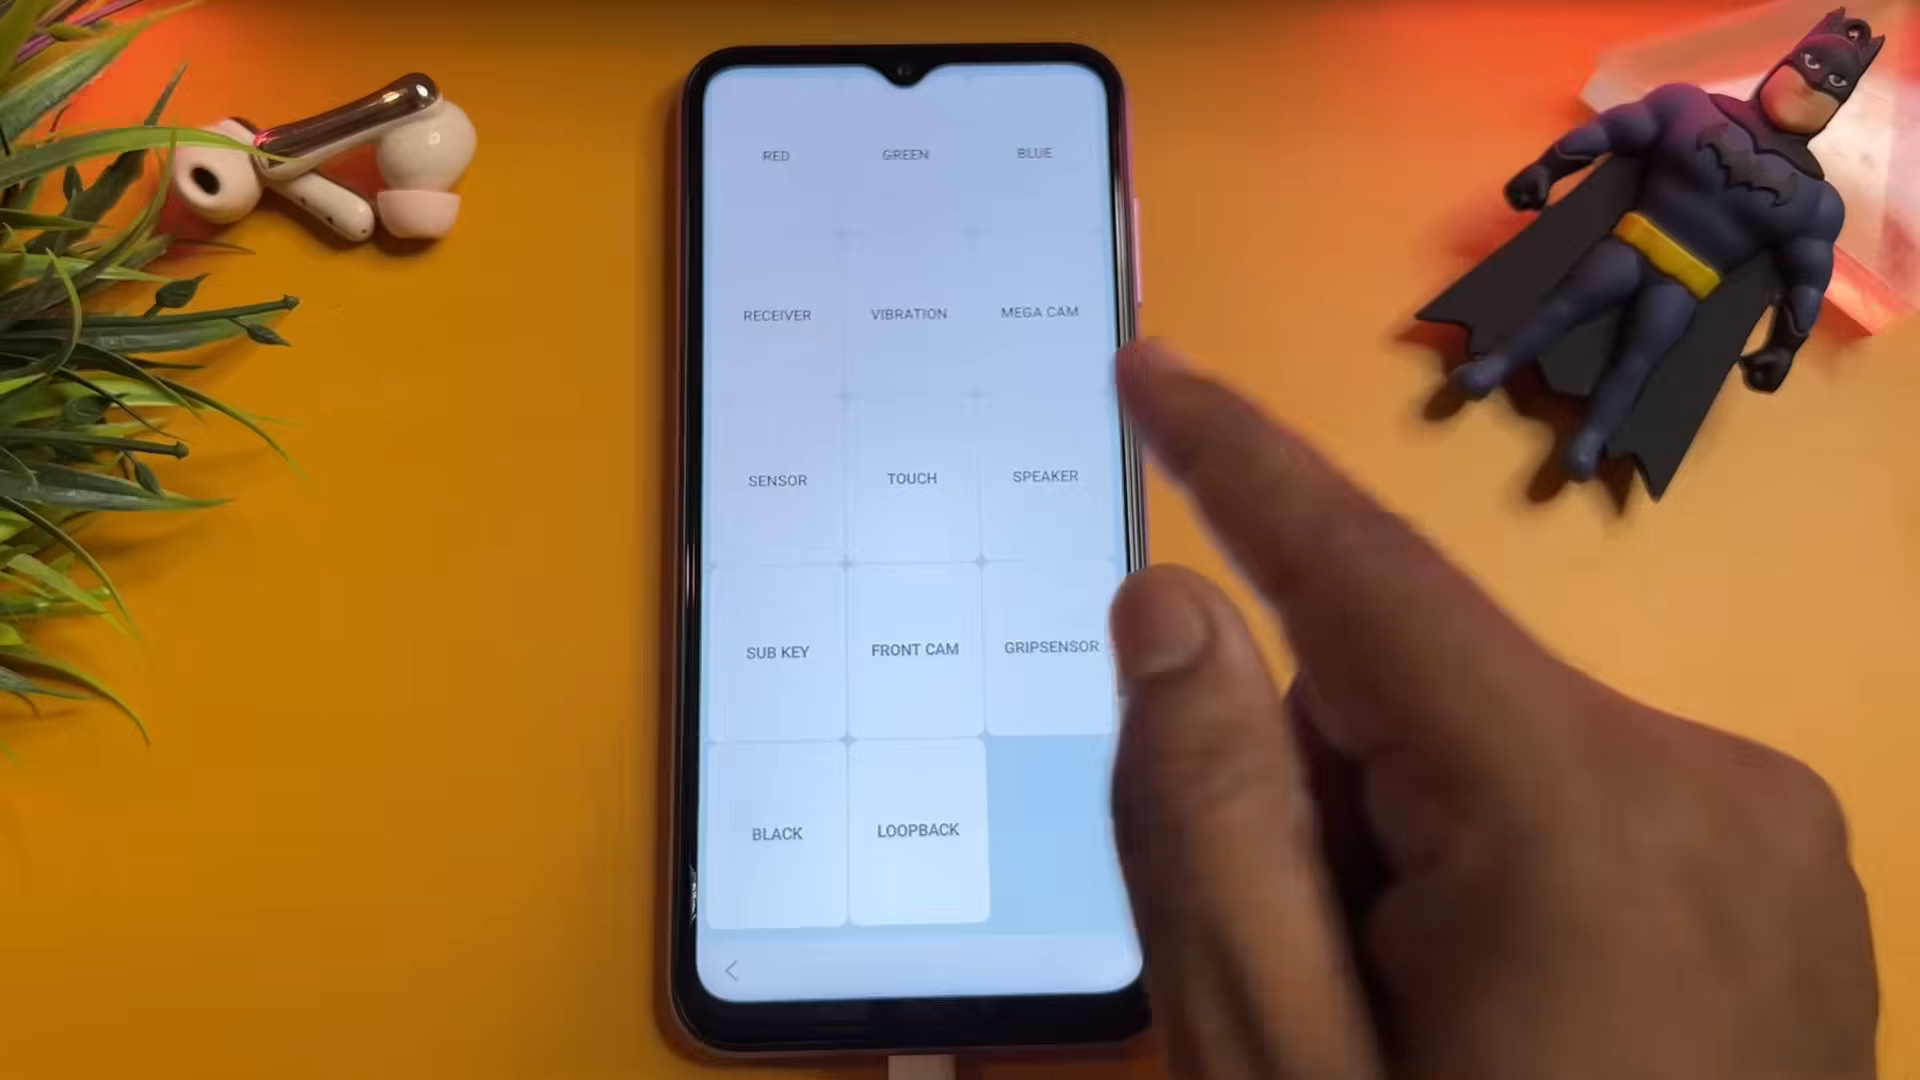 RED GREEN BLUE
RECEIVER VIBRATION MEGA CAM
SENSOR TOUCH SPEAKER
SUB KEY FRONT CAM GRIPSENSOR
BLACK LOOPBACK